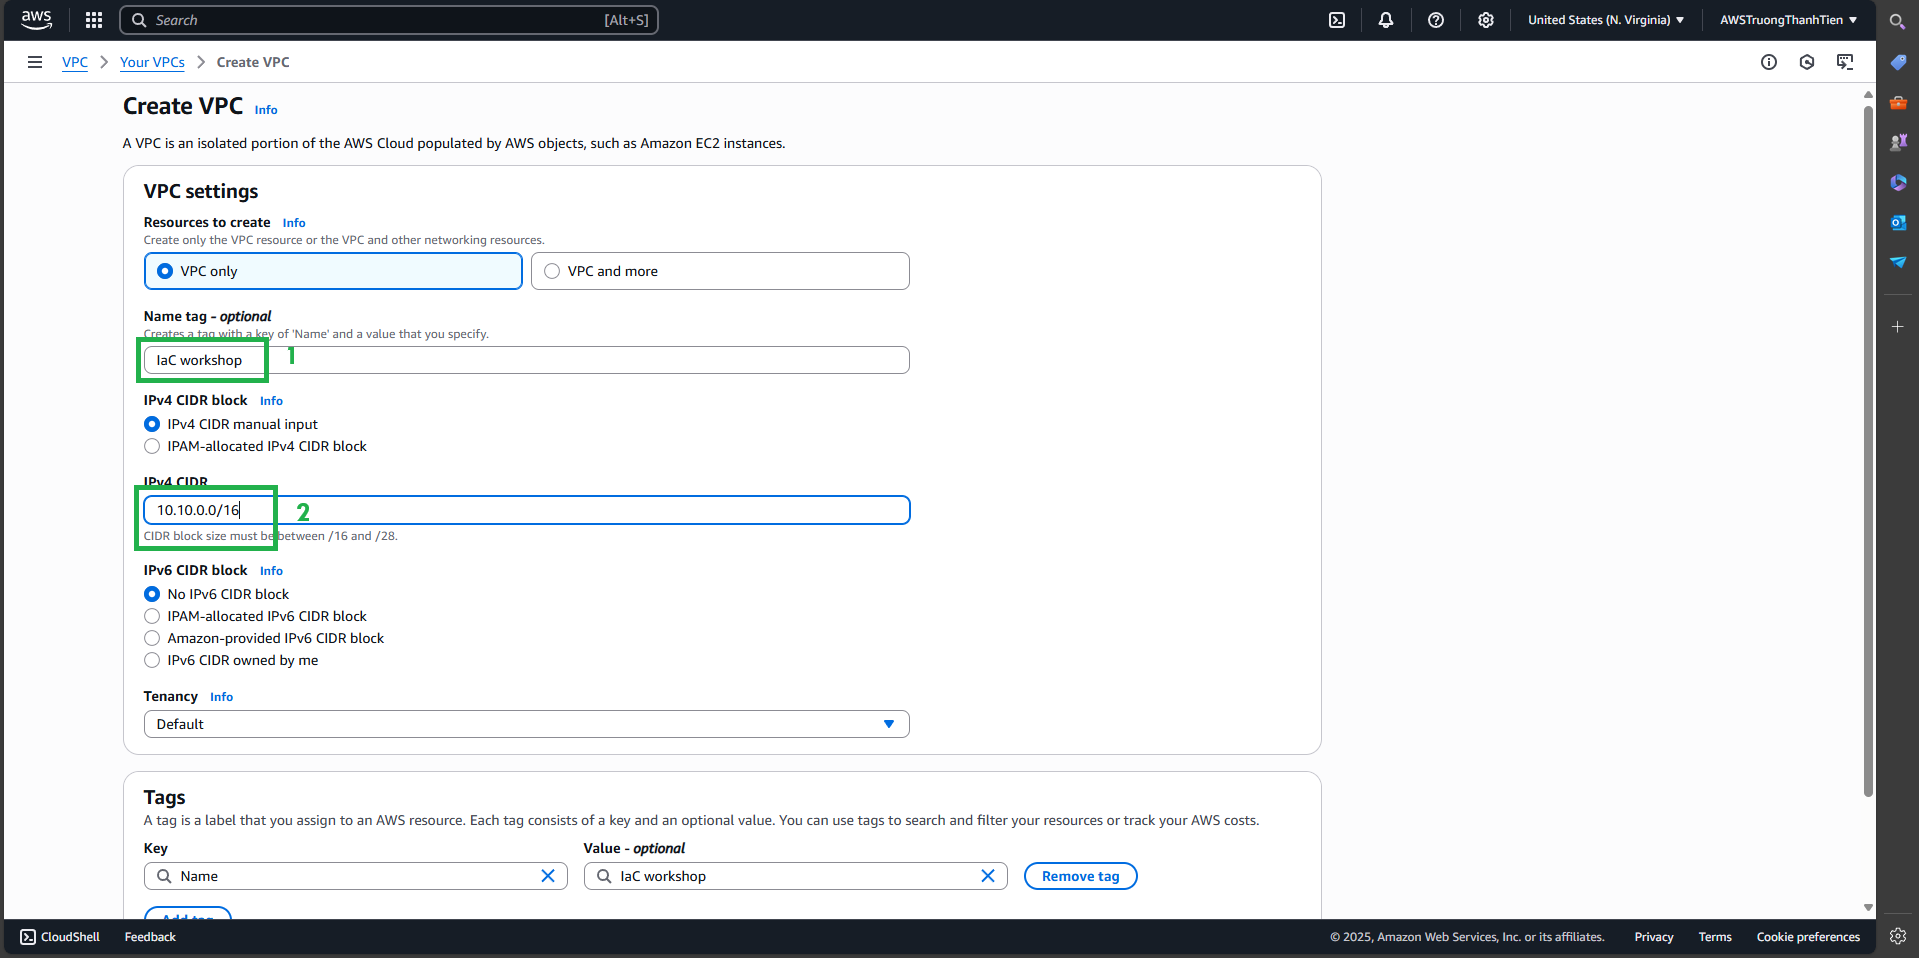 aws
Search [Alt+S]
United States (N. Virginia)
AWSTruongThanhTien
VPC > Your VPCs > Create VPC
Create VPC Info
A VPC is an isolated portion of the AWS Cloud populated by AWS objects, such as Amazon EC2 instances.
VPC settings
Resources to create Info
Create only the VPC resource or the VPC and other networking resources.
VPC only
VPC and more
Name tag - optional
Creates a tag with a key of 'Name' and a value that you specify.
IaC workshop
1
IPv4 CIDR block Info
IPv4 CIDR manual input
IPAM-allocated IPv4 CIDR block
IPv4 CIDR
10.10.0.0/16
2
CIDR block size must be between /16 and /28.
IPv6 CIDR block Info
No IPv6 CIDR block
IPAM-allocated IPv6 CIDR block
Amazon-provided IPv6 CIDR block
IPv6 CIDR owned by me
Tenancy Info
Default
Tags
A tag is a label that you assign to an AWS resource. Each tag consists of a key and an optional value. You can use tags to search and filter your resources or track your AWS costs.
Key
Value - optional
Name
IaC workshop
Remove tag
Add tag
CloudShell
Feedback
© 2025, Amazon Web Services, Inc. or its affiliates.
Privacy
Terms
Cookie preferences